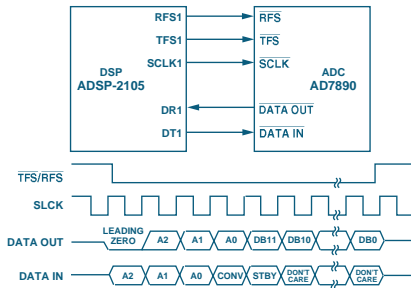 RFS1 RFS
TFS1 TFS
DSP ADSP-2105 SCLK1 SCLK ADC AD7890
DR1 DATA OUT
DT1 DATA IN
TFS/RFS
SLCK
DATA OUT LEADING ZERO A2 A1 A0 DB11 DB10 DB0
DATA IN A2 A1 A0 CONV STBY DON'T CARE DON'T CARE